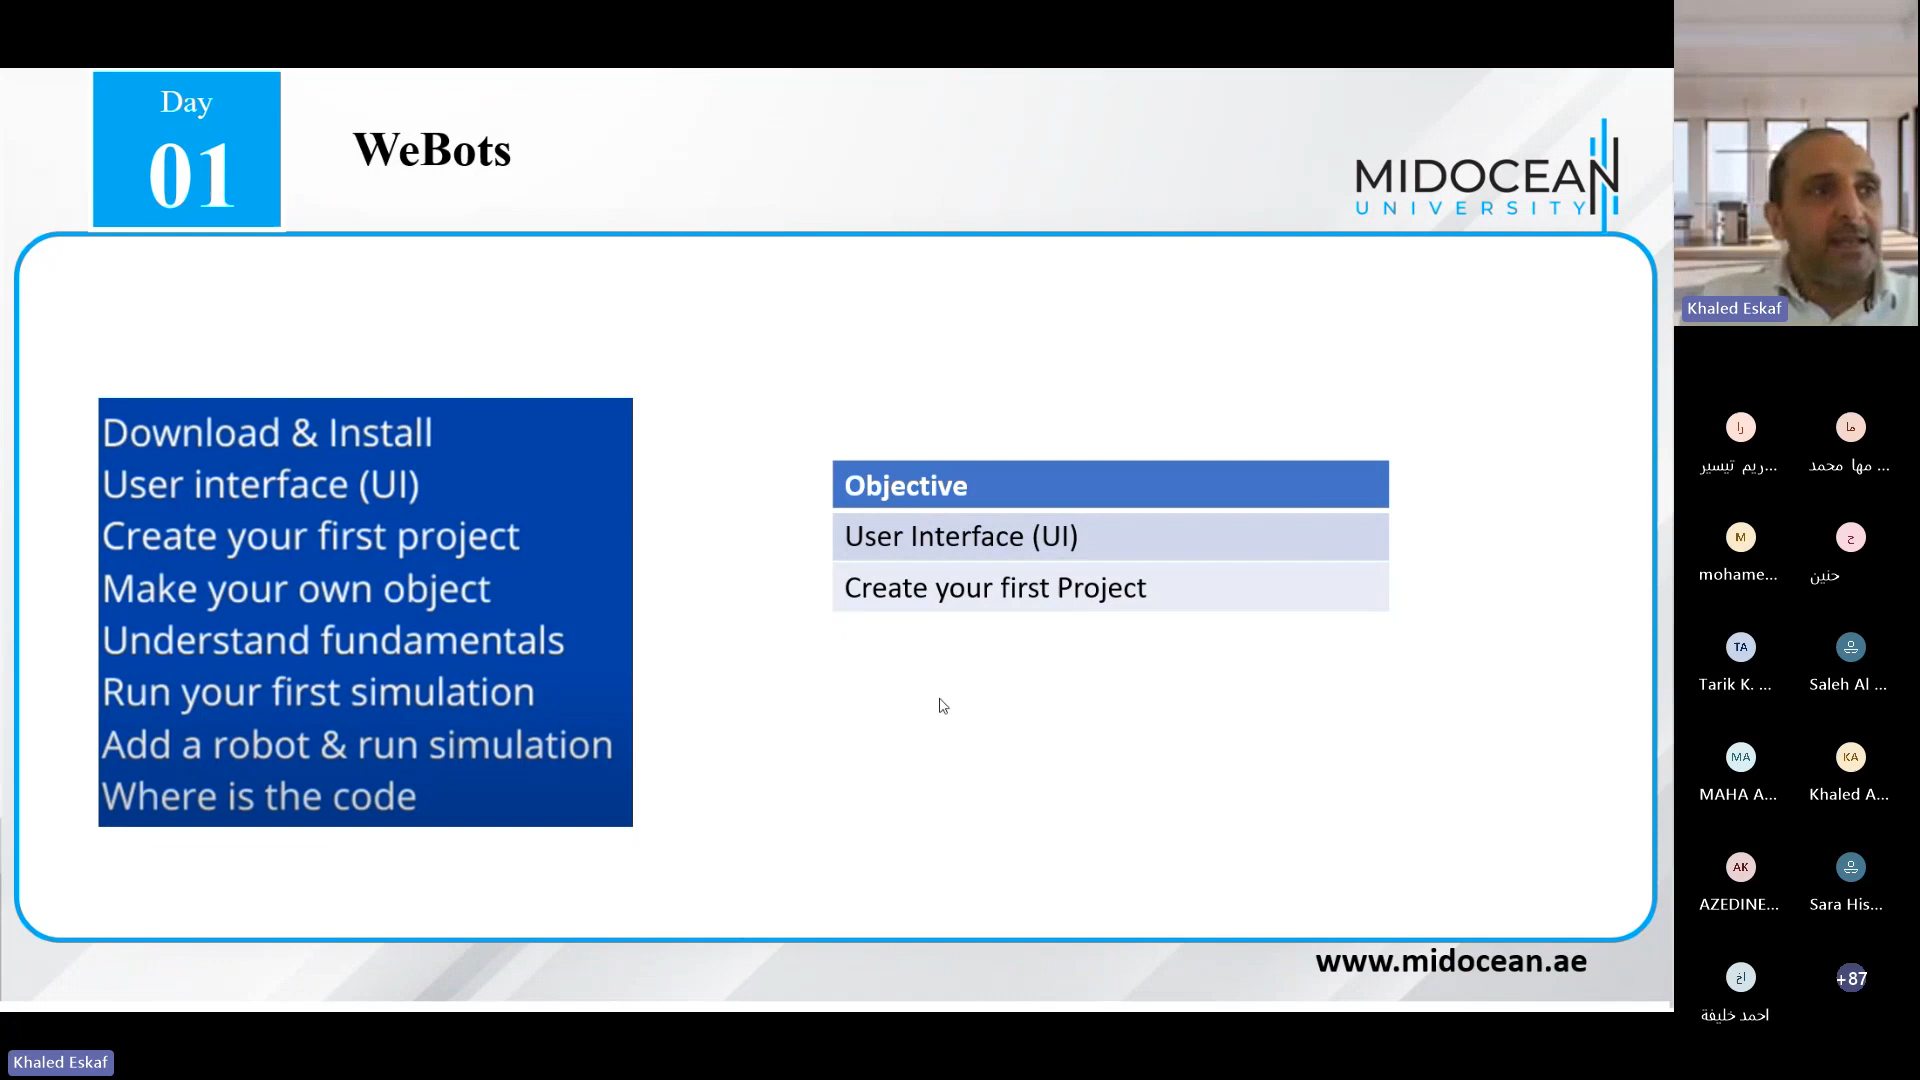 Day
01
WeBots
MIDOCEAN
UNIVERSITY
Download & Install
User interface (UI)
Create your first project
Make your own object
Understand fundamentals
Run your first simulation
Add a robot & run simulation
Where is the code
Objective
User Interface (UI)
Create your first Project
www.midocean.ae
Khaled Eskaf
Khaled Eskaf
را
ريم تيسير...
ما
مها محمد ...
M
mohame...
ح
حنين
TA
Tarik K. ...
Saleh Al ...
MA
MAHA A...
KA
Khaled A...
AK
AZEDINE...
Sara His...
اخ
احمد خليفة
+87